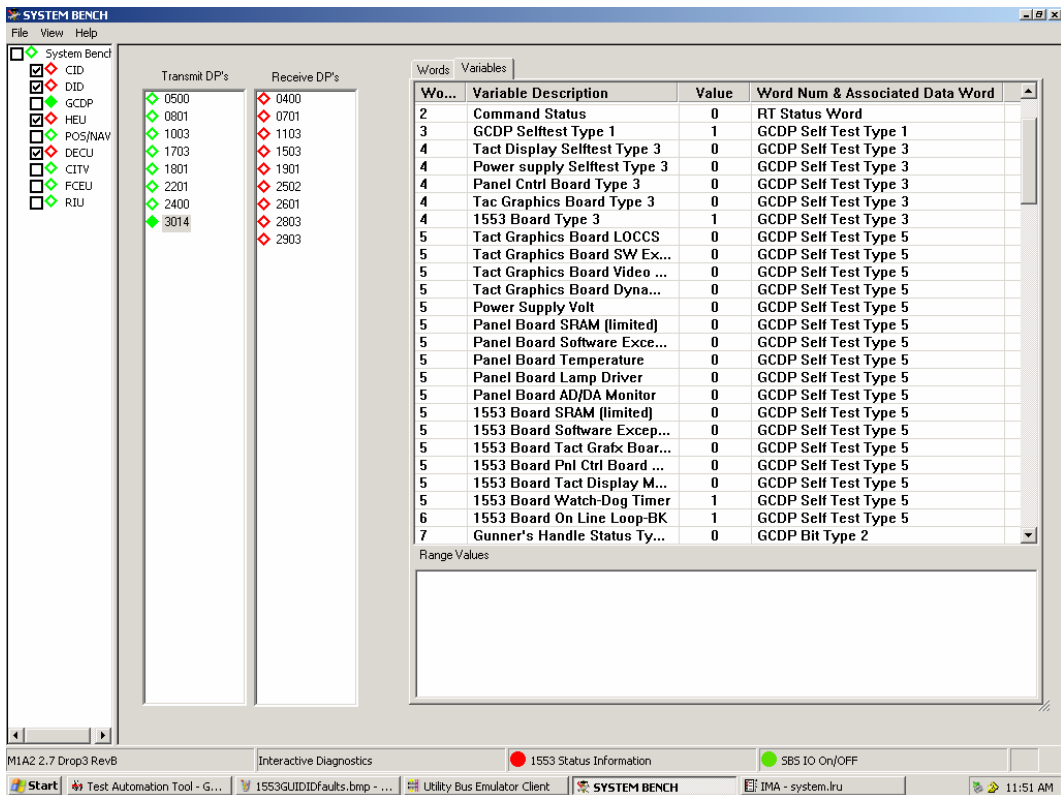 SYSTEM BENCH
File View Help
System Bench
CID
DID
GCDP
HEU
POS/NAV
DECU
CITV
FCEU
RIU
Transmit DP's
0500
0801
1003
1703
1801
2201
2400
3014
Receive DP's
0400
0701
1103
1503
1901
2502
2601
2803
2903
Words Variables
Wo... Variable Description Value Word Num & Associated Data Word
2 Command Status 0 RT Status Word
3 GCDP Selftest Type 1 1 GCDP Self Test Type 1
4 Tact Display Selftest Type 3 0 GCDP Self Test Type 3
4 Power supply Selftest Type 3 0 GCDP Self Test Type 3
4 Panel Cntrl Board Type 3 0 GCDP Self Test Type 3
4 Tac Graphics Board Type 3 0 GCDP Self Test Type 3
4 1553 Board Type 3 1 GCDP Self Test Type 3
5 Tact Graphics Board LOCCS 0 GCDP Self Test Type 5
5 Tact Graphics Board SW Ex... 0 GCDP Self Test Type 5
5 Tact Graphics Board Video ... 0 GCDP Self Test Type 5
5 Tact Graphics Board Dyna... 0 GCDP Self Test Type 5
5 Power Supply Volt 0 GCDP Self Test Type 5
5 Panel Board SRAM (limited) 0 GCDP Self Test Type 5
5 Panel Board Software Exce... 0 GCDP Self Test Type 5
5 Panel Board Temperature 0 GCDP Self Test Type 5
5 Panel Board Lamp Driver 0 GCDP Self Test Type 5
5 Panel Board AD/DA Monitor 0 GCDP Self Test Type 5
5 1553 Board SRAM (limited) 0 GCDP Self Test Type 5
5 1553 Board Software Excep... 0 GCDP Self Test Type 5
5 1553 Board Tact Grafx Boar... 0 GCDP Self Test Type 5
5 1553 Board Pnl Ctrl Board ... 0 GCDP Self Test Type 5
5 1553 Board Tact Display M... 0 GCDP Self Test Type 5
5 1553 Board Watch-Dog Timer 1 GCDP Self Test Type 5
6 1553 Board On Line Loop-BK 1 GCDP Self Test Type 5
7 Gunner's Handle Status Ty... 0 GCDP Bit Type 2
Range Values
M1A2 2.7 Drop3 RevB Interactive Diagnostics 1553 Status Information SBS IO On/OFF
Start Test Automation Tool - G... 1553GUIDIDfaults.bmp - ... Utility Bus Emulator Client SYSTEM BENCH IMA - system.lru 11:51 AM